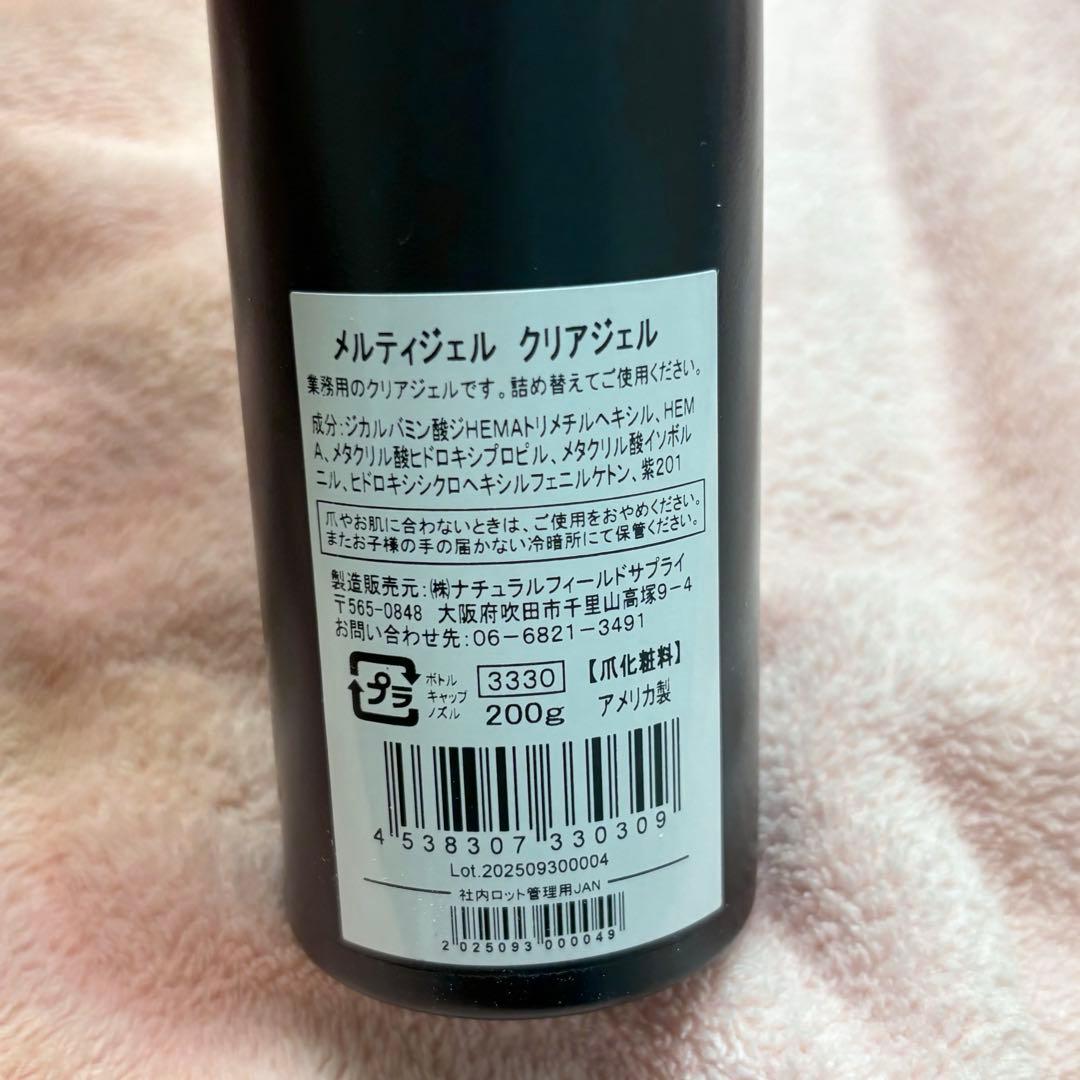 メルティジェル クリアジェル
業務用のクリアジェルです。詰め替えてご使用ください。
成分:ジカルバミン酸ジHEMAトリメチルヘキシル、HEM
A、メタクリル酸ヒドロキシプロピル、メタクリル酸イソボル
ニル、ヒドロキシシクロヘキシルフェニルケトン、紫201
爪やお肌に合わないときは、ご使用をおやめください。
またお子様の手の届かない冷暗所にて保管ください。
製造販売元:㈱ナチュラルフィールドサプライ
〒565-0848 大阪府吹田市千里山高塚9-4
お問い合わせ先:06-6821-3491
プラ
ボトル
キャップ
ノズル
3330
200g
【爪化粧料】
アメリカ製
4 538307 330309
Lot.202509300004
社内ロット管理用JAN
2 025093 000049